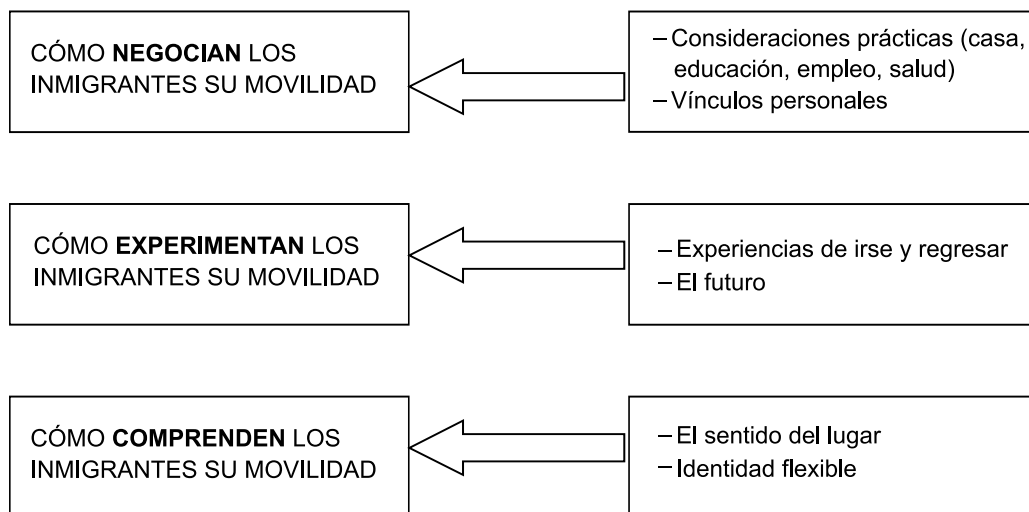 CÓMO NEGOCIAN LOS
INMIGRANTES SU MOVILIDAD
– Consideraciones prácticas (casa,
educación, empleo, salud)
– Vínculos personales
CÓMO EXPERIMENTAN LOS
INMIGRANTES SU MOVILIDAD
– Experiencias de irse y regresar
– El futuro
CÓMO COMPRENDEN LOS
INMIGRANTES SU MOVILIDAD
– El sentido del lugar
– Identidad flexible